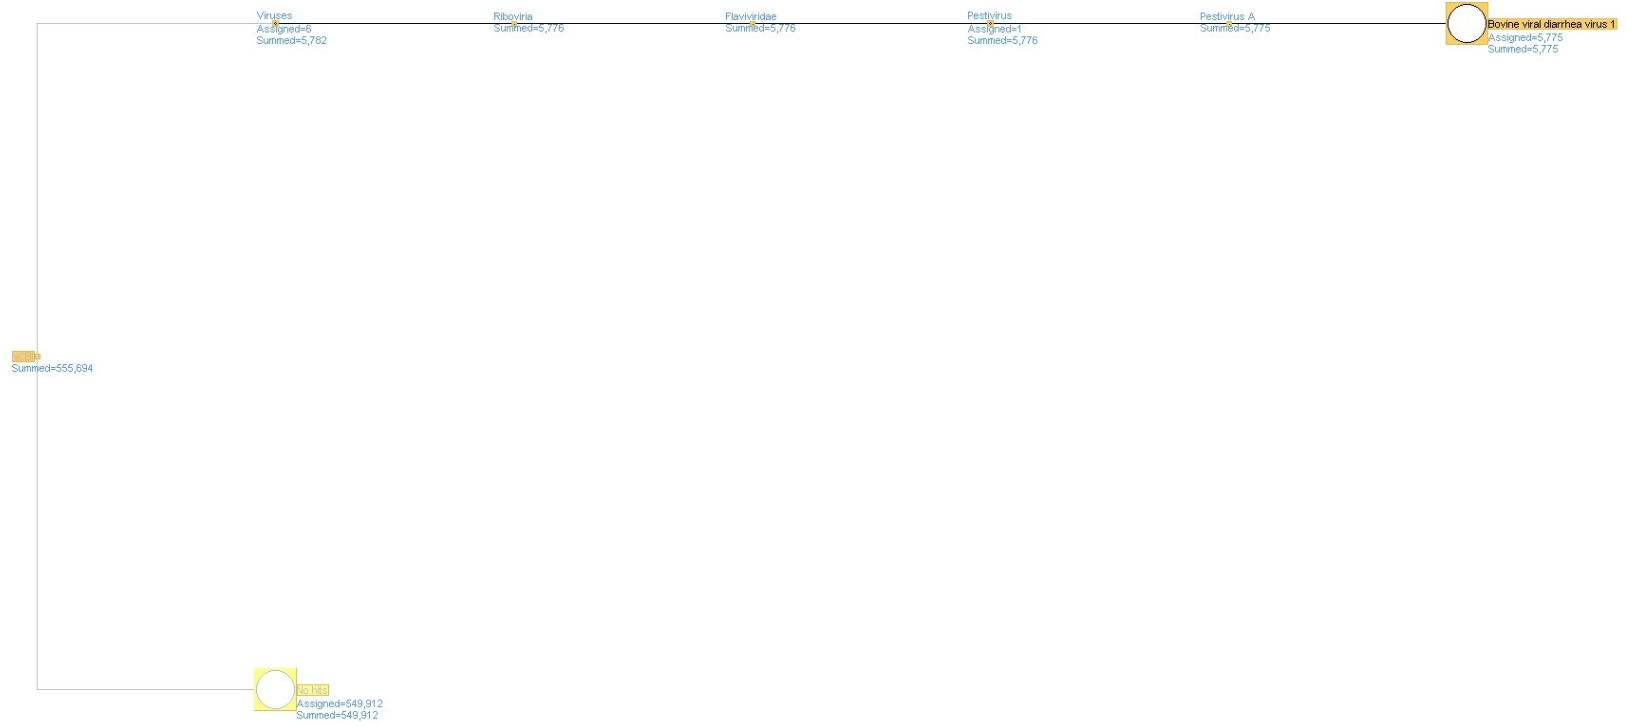 Viruses
Assigned=6
Summed=5,782
Riboviria
Summed=5,776
Flaviviridae
Summed=5,776
Pestivirus
Assigned=1
Summed=5,776
Pestivirus A
Summed=5,775
Bovine viral diarrhea virus 1
Assigned=5,775
Summed=5,775
Summed=555,694
No hits
Assigned=549,912
Summed=549,912